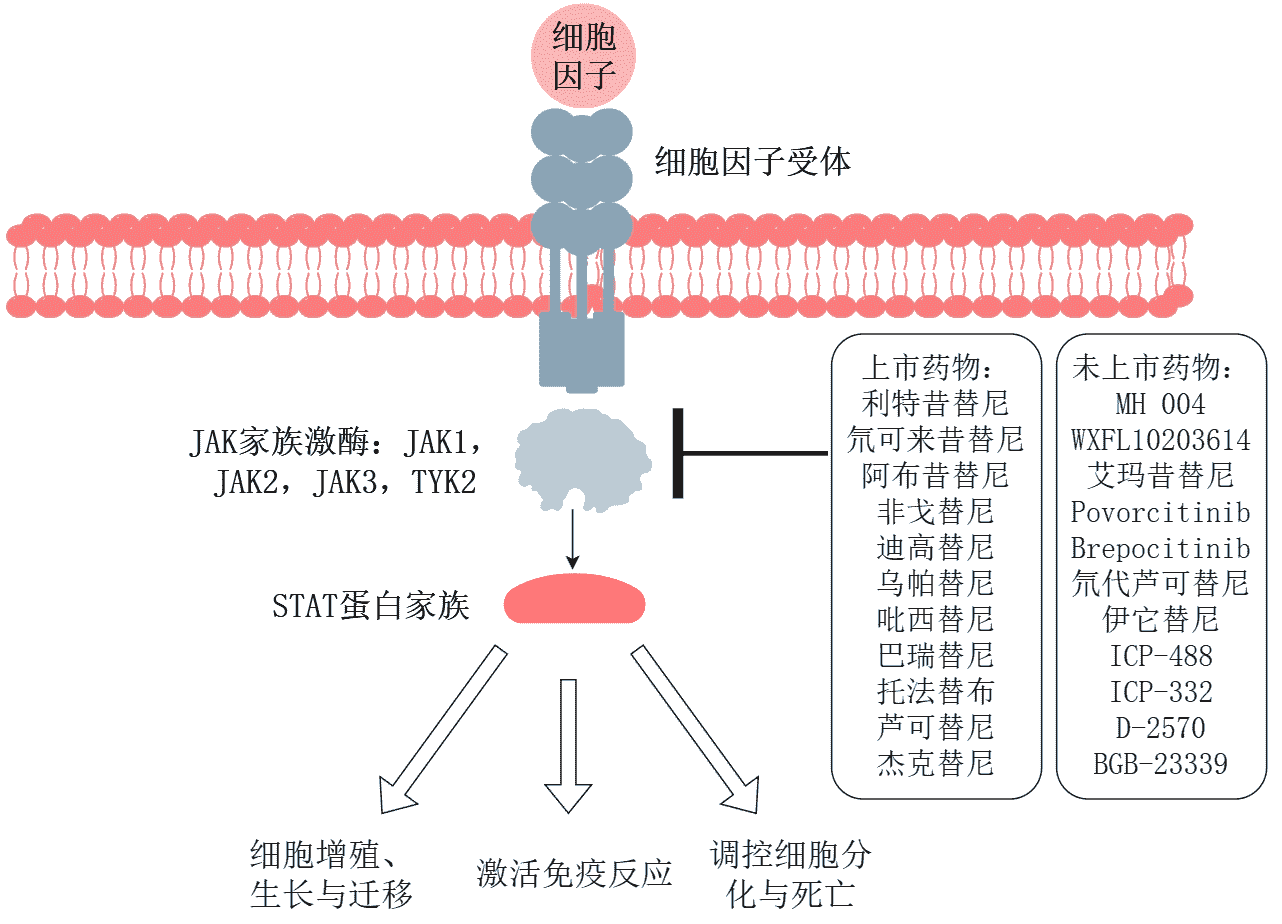 细胞
因子
细胞因子受体
JAK家族激酶：JAK1，
JAK2，JAK3，TYK2
STAT蛋白家族
上市药物：
利特昔替尼
氘可来昔替尼
阿布昔替尼
非戈替尼
迪高替尼
乌帕替尼
吡西替尼
巴瑞替尼
托法替布
芦可替尼
杰克替尼
未上市药物：
MH 004
WXFL10203614
艾玛昔替尼
Povorcitinib
Brepocitinib
氘代芦可替尼
伊它替尼
ICP-488
ICP-332
D-2570
BGB-23339
细胞增殖、
生长与迁移
激活免疫反应
调控细胞分
化与死亡